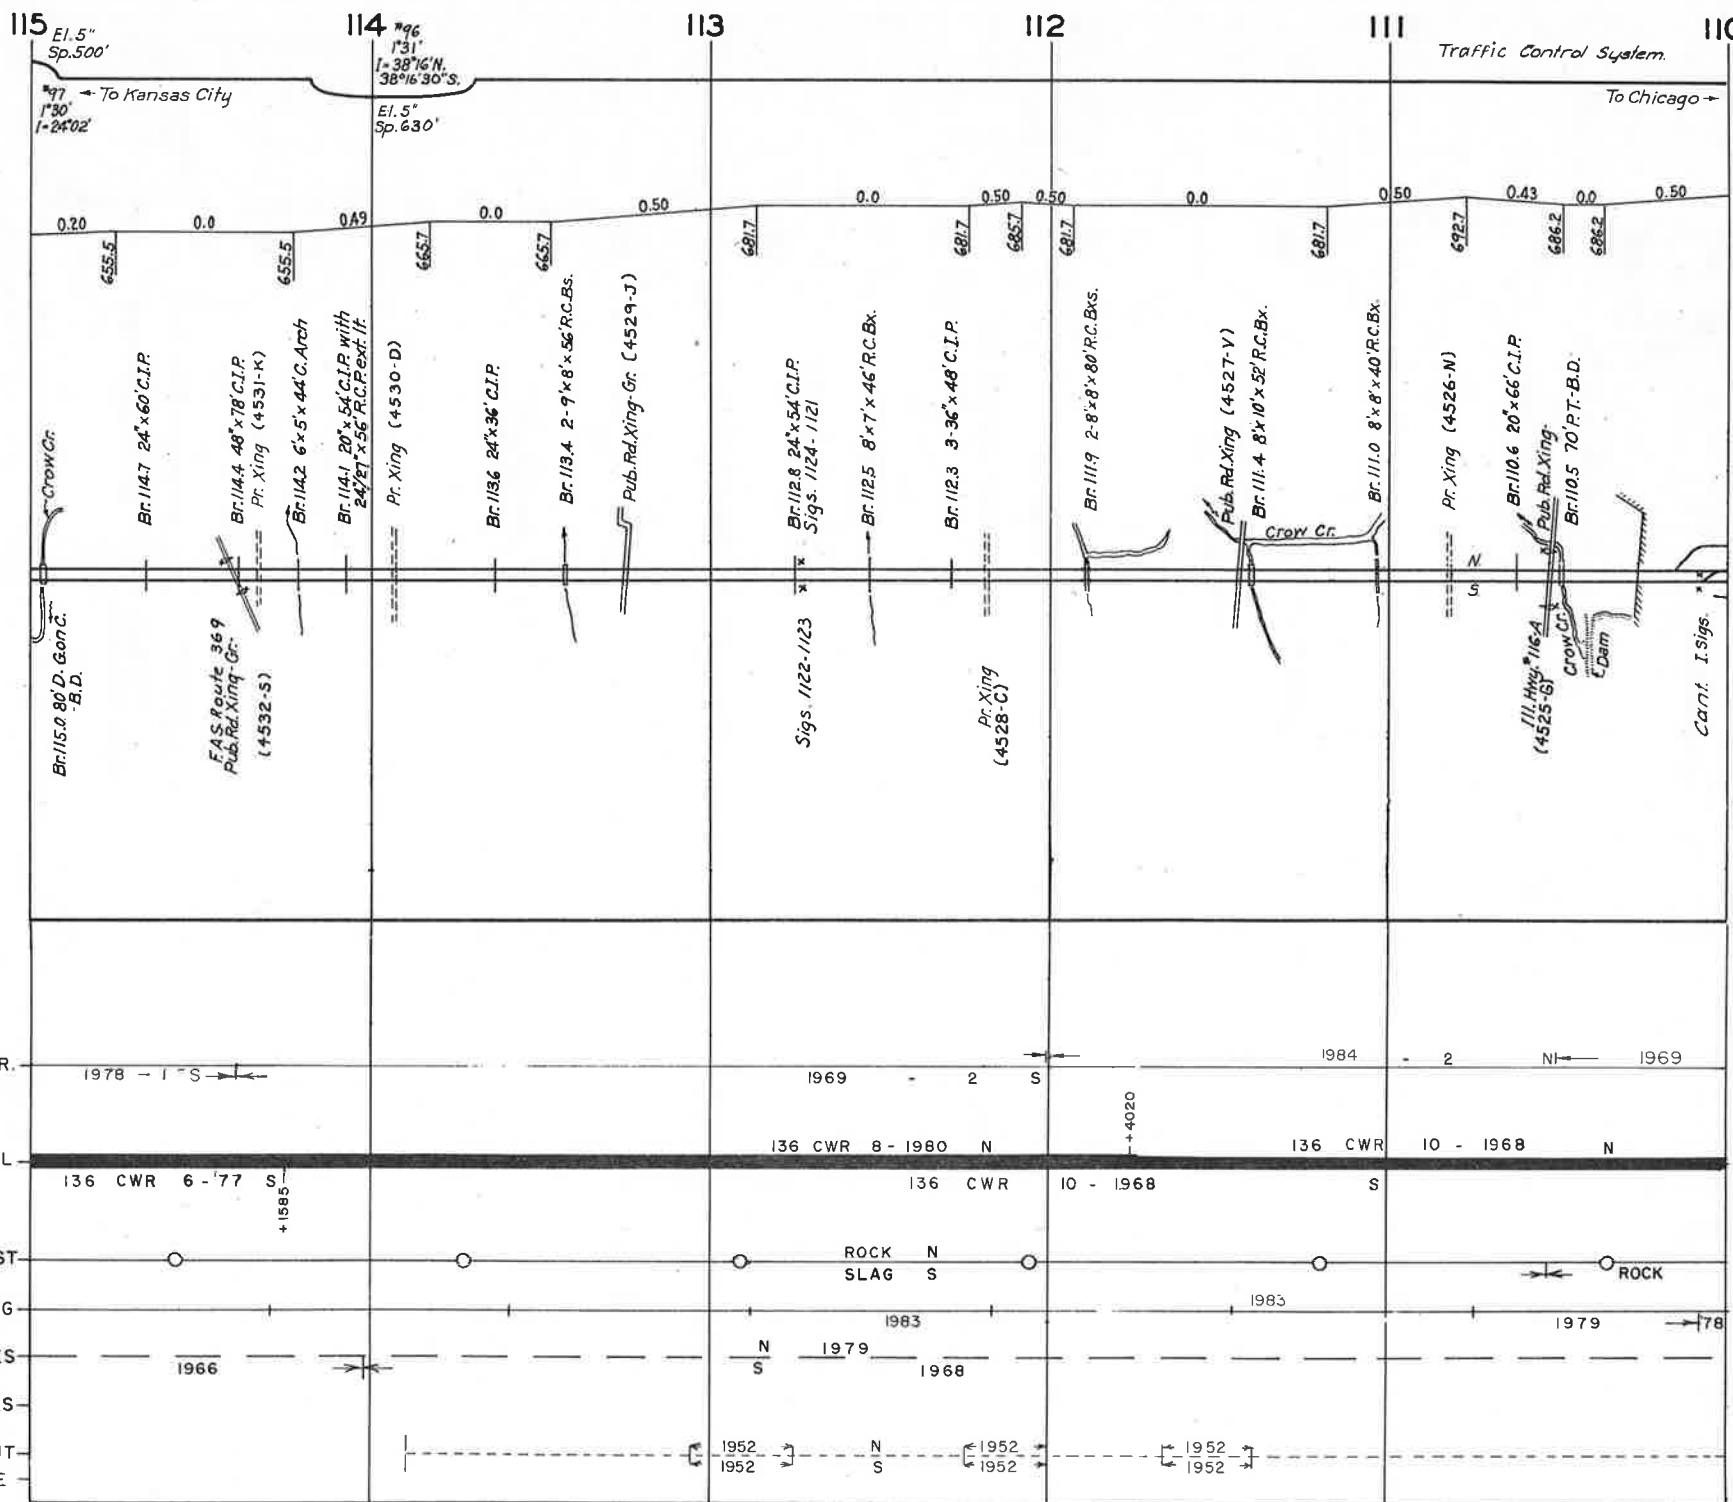 115
114
113
112
111
110
El. 5"
Sp. 500'
#96
1°31'
I=38°16'N.
38°16'30"S.
Traffic Control System.
#97
1°30'
I=24°02'
← To Kansas City
El. 5"
Sp. 630'
To Chicago →
0.20
0.0
0.49
0.0
0.50
0.0
0.50
0.50
0.0
0.50
0.43
0.0
0.50
655.5
655.5
665.7
665.7
681.7
681.7
685.7
681.7
681.7
692.7
686.2
686.2
Crow Cr.
Br. 114.7 24"x60' C.I.P.
Br. 114.4 48"x78' C.I.P.
Pr. Xing (4531-K)
Br. 114.2 6'x5'x44' C. Arch
Br. 114.1 20"x54' C.I.P. with
24"/27"x56' R.C.P. ext. lt.
Pr. Xing (4530-D)
Br. 113.6 24"x36' C.I.P.
Br. 113.4 2-9'x8'x56' R.C.Bs.
Pub. Rd. Xing-Gr. (4529-J)
Br. 112.8 24"x54' C.I.P.
Sigs. 1124-1121
Br. 112.5 8'x7'x46' R.C.Bx.
Br. 112.3 3-36"x48' C.I.P.
Br. 111.9 2-8'x8'x80' R.C.Bxs.
Pub. Rd. Xing (4527-V)
Br. 111.4 8'x10'x52' R.C.Bx.
Crow Cr.
Br. 111.0 8'x8'x40' R.C.Bx.
Pr. Xing (4526-N)
Br. 110.6 20"x66' C.I.P.
Pub. Rd. Xing-
Br. 110.5 70' P.T.-B.D.
N
S
Br. 115.0 80' D. G. on C.
-B.D.
F.A.S. Route 369
Pub. Rd. Xing-Gr.
(4532-S)
Sigs. 1122-1123
Pr. Xing
(4528-C)
Ill. Hwy. #116-A
(4525-G)
Crow Cr.
Dam
Cant. I. Sigs.
R.
1978 - 1 - S
1969 - 2 S
1984 - 2 N
1969
+4020
L
136 CWR 8 - 1980 N
136 CWR 10 - 1968 N
136 CWR 6 - '77 S
+1585
136 CWR 10 - 1968 S
ST
ROCK N
SLAG S
ROCK
G
1983
1983
1979
'78
KS
N 1979
1966
S 1968
S
UT
1952 N 1952 1952
1952 S 1952 1952
E